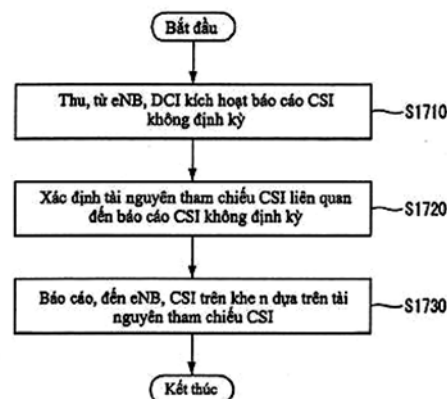 Bắt đầu
Thu, từ eNB, DCI kích hoạt báo cáo CSI
không định kỳ
S1710
Xác định tài nguyên tham chiếu CSI liên quan
đến báo cáo CSI không định kỳ
S1720
Báo cáo, đến eNB, CSI trên khe n dựa trên tài
nguyên tham chiếu CSI
S1730
Kết thúc